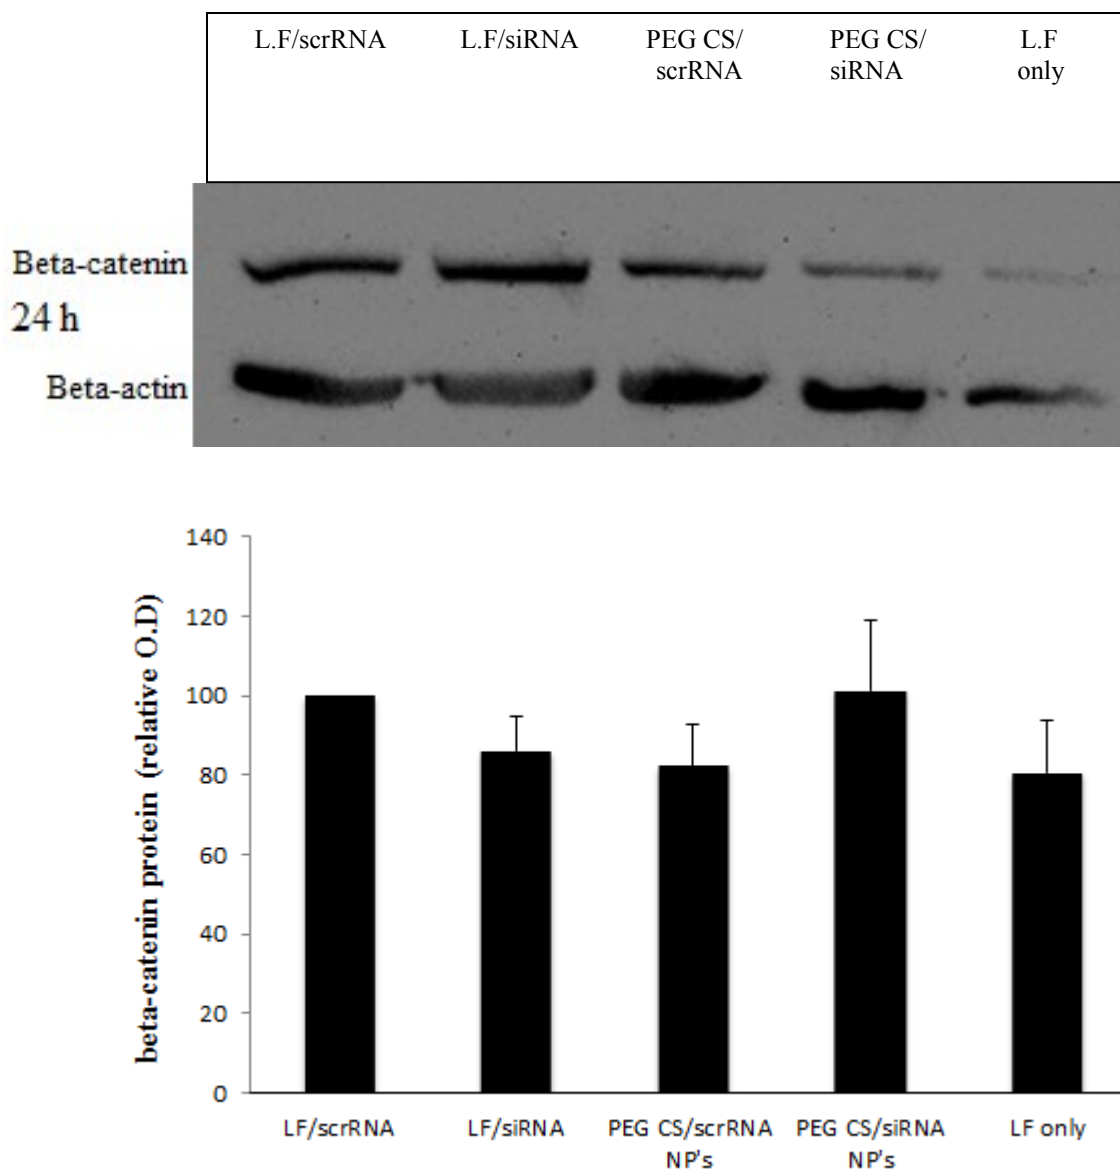 L.F/scrRNA L.F/siRNA PEG CS/ PEG CS/ L.F
scrRNA siRNA only
Beta-catenin
24 h
Beta-actin
beta-catenin protein (relative O.D)
140
120
100
80
60
40
20
0
LF/scrRNA LF/siRNA PEG CS/scrRNA PEG CS/siRNA LF only
NP's NP's